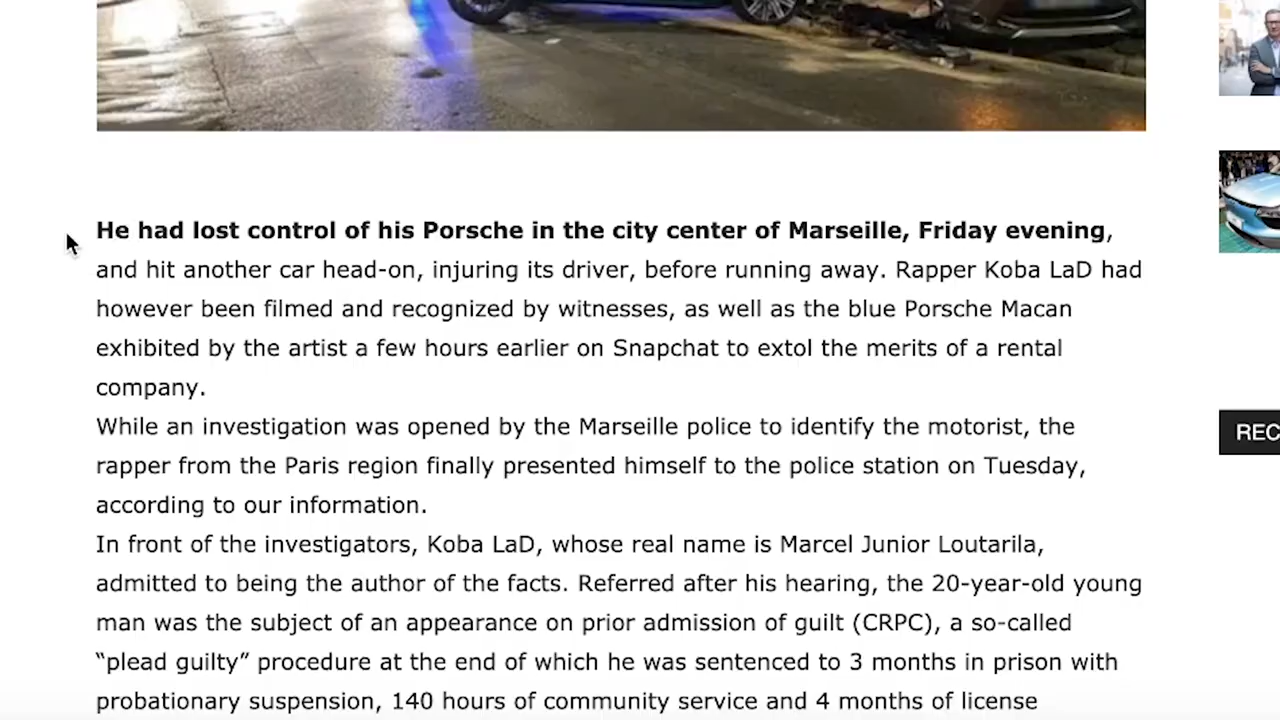 He had lost control of his Porsche in the city center of Marseille, Friday evening,
and hit another car head-on, injuring its driver, before running away. Rapper Koba LaD had
however been filmed and recognized by witnesses, as well as the blue Porsche Macan
exhibited by the artist a few hours earlier on Snapchat to extol the merits of a rental
company.
While an investigation was opened by the Marseille police to identify the motorist, the
rapper from the Paris region finally presented himself to the police station on Tuesday,
according to our information.
In front of the investigators, Koba LaD, whose real name is Marcel Junior Loutarila,
admitted to being the author of the facts. Referred after his hearing, the 20-year-old young
man was the subject of an appearance on prior admission of guilt (CRPC), a so-called
“plead guilty” procedure at the end of which he was sentenced to 3 months in prison with
probationary suspension, 140 hours of community service and 4 months of license
REC